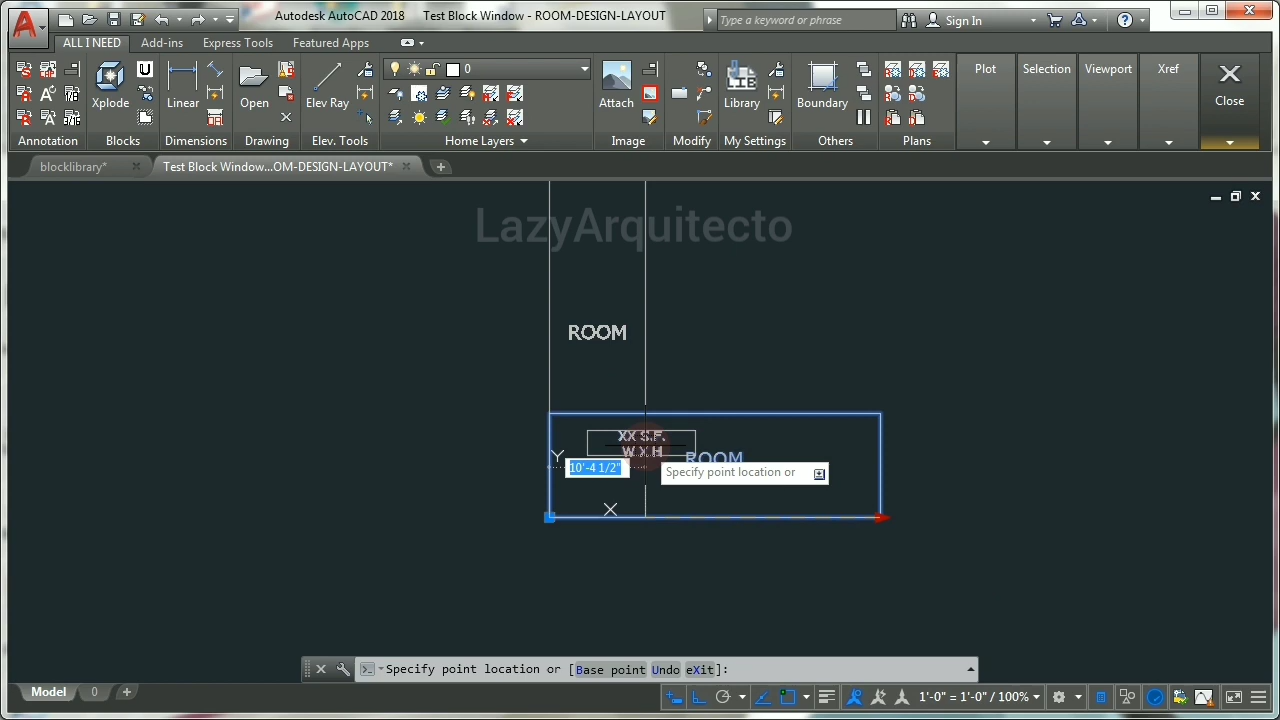 Autodesk AutoCAD 2018 Test Block Window - ROOM-DESIGN-LAYOUT
Type a keyword or phrase
Sign In
ALL I NEED Add-ins Express Tools Featured Apps
0
Xplode Linear Open Elev Ray Attach Library Boundary Plot Selection Viewport Xref Close
Annotation Blocks Dimensions Drawing Elev. Tools Home Layers Image Modify My Settings Others Plans
blocklibrary* Test Block Window...OM-DESIGN-LAYOUT*
LazyArquitecto
ROOM
XX S.F.
W X H
ROOM
Y
10'-4 1/2"
Specify point location or
X
Specify point location or [Base point Undo eXit]:
Model 0
1'-0" = 1'-0" / 100%